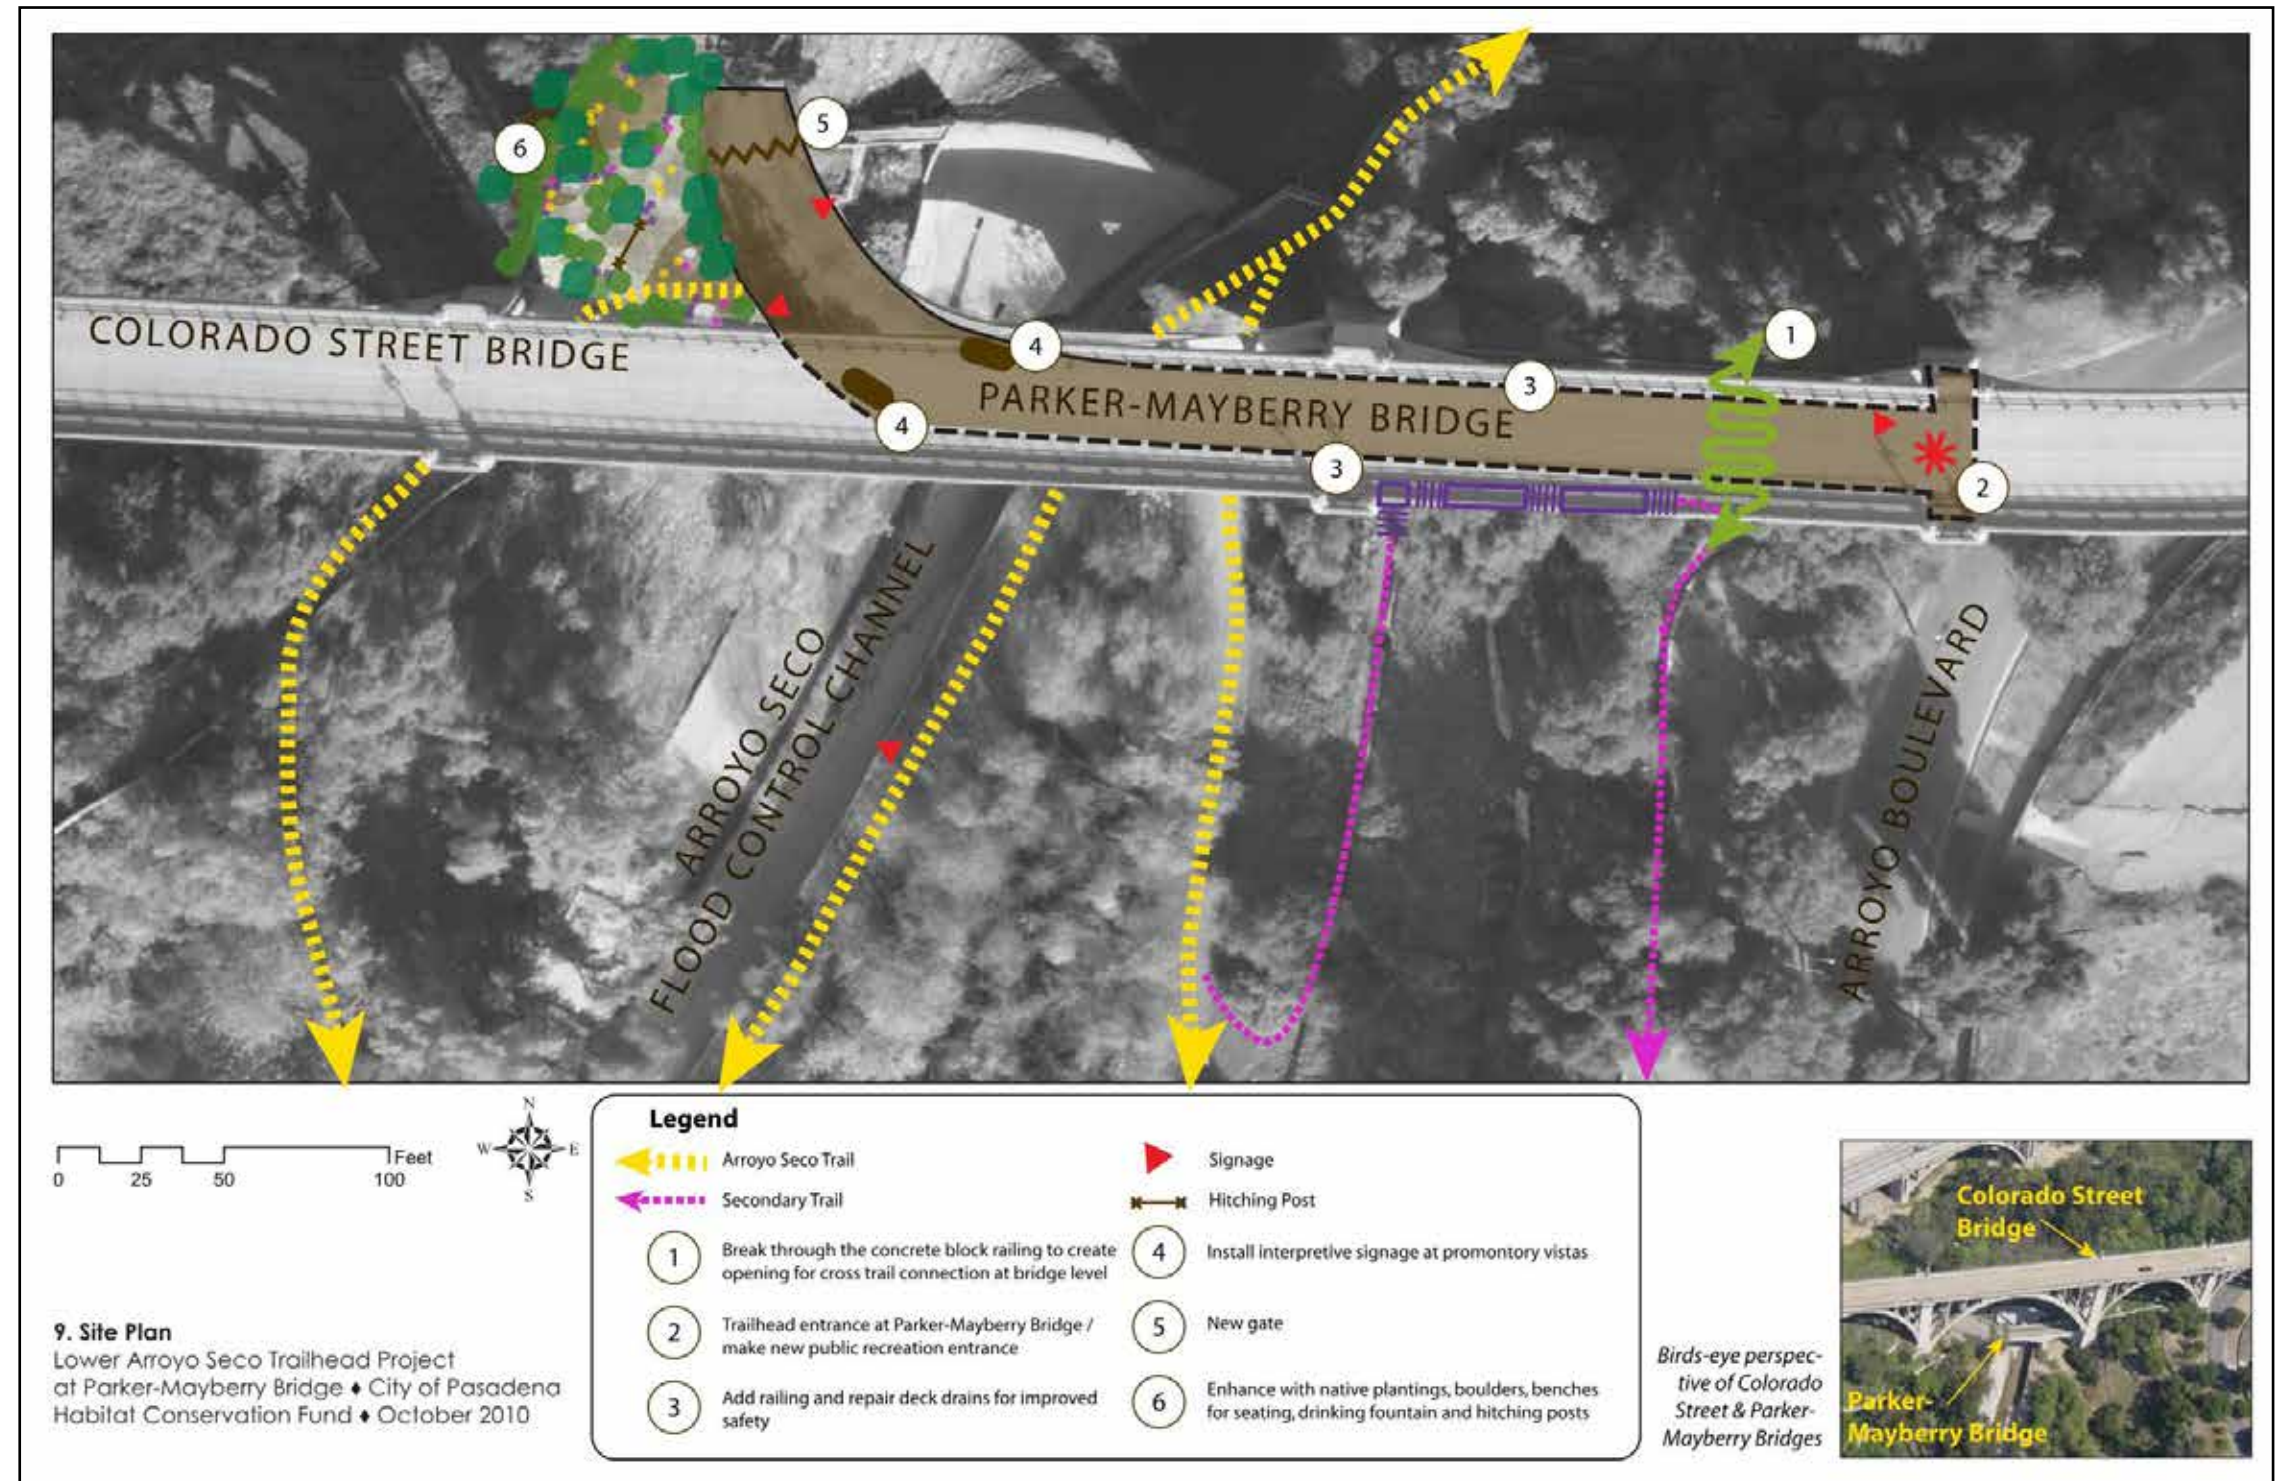 6
5
COLORADO STREET BRIDGE
4
1
PARKER-MAYBERRY BRIDGE
3
4
3
2
ARROYO SECO
FLOOD CONTROL CHANNEL
ARROYO BOULEVARD
0
25
50
100
Feet
N
W
E
S
Legend
Arroyo Seco Trail
Secondary Trail
1
Break through the concrete block railing to create
opening for cross trail connection at bridge level
2
Trailhead entrance at Parker-Mayberry Bridge /
make new public recreation entrance
3
Add railing and repair deck drains for improved
safety
Signage
Hitching Post
4
Install interpretive signage at promontory vistas
5
New gate
6
Enhance with native plantings, boulders, benches
for seating, drinking fountain and hitching posts
9. Site Plan
Lower Arroyo Seco Trailhead Project
at Parker-Mayberry Bridge ♦ City of Pasadena
Habitat Conservation Fund ♦ October 2010
Birds-eye perspec-
tive of Colorado
Street & Parker-
Mayberry Bridges
Colorado Street
Bridge
Parker-
Mayberry Bridge